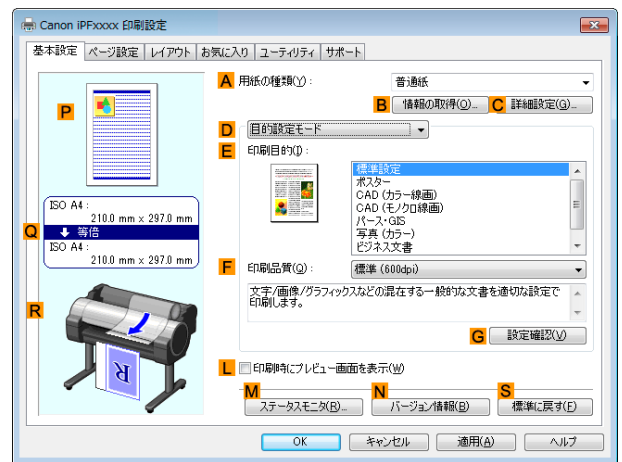 Canon iPFxxxx 印刷設定
基本設定 ページ設定 レイアウト お気に入り ユーティリティ サポート
A 用紙の種類(Y) : 普通紙
B 情報の取得(O)... C 詳細設定(G)...
D 目的設定モード
E 印刷目的(I) :
標準設定
ポスター
CAD (カラー線画)
CAD (モノクロ線画)
パース・GIS
写真 (カラー)
ビジネス文書
F 印刷品質(Q) : 標準 (600dpi)
文字/画像/グラフィックスなどの混在する一般的な文書を適切な設定で
印刷します。
G 設定確認(V)
P
ISO A4 :
210.0 mm x 297.0 mm
Q 等倍
ISO A4 :
210.0 mm x 297.0 mm
R
R
L 印刷時にプレビュー画面を表示(W)
M ステータスモニタ(R)... N バージョン情報(B) S 標準に戻す(F)
OK キャンセル 適用(A) ヘルプ